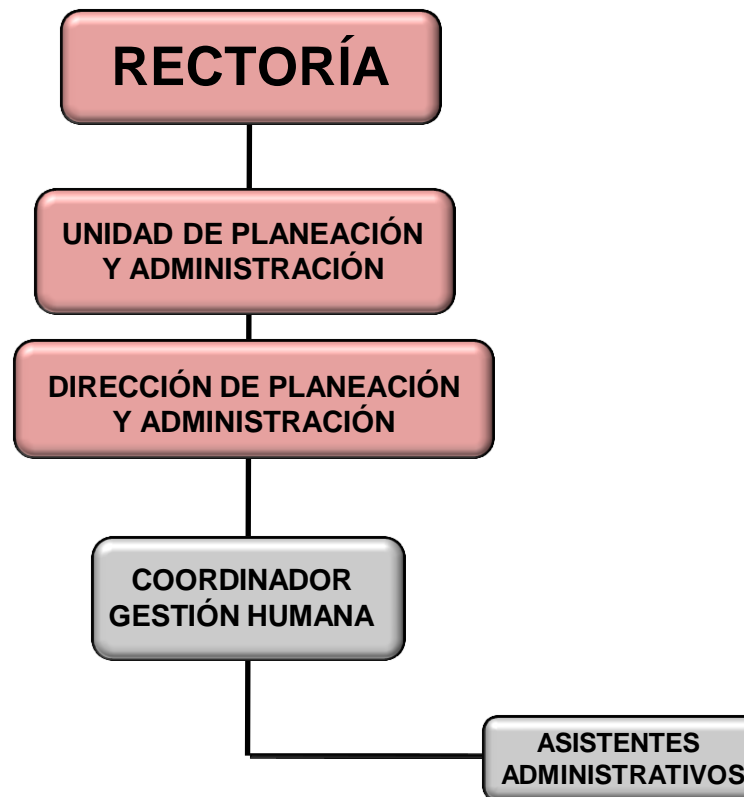 RECTORÍA
UNIDAD DE PLANEACIÓN
Y ADMINISTRACIÓN
DIRECCIÓN DE PLANEACIÓN
Y ADMINISTRACIÓN
COORDINADOR
GESTIÓN HUMANA
ASISTENTES
ADMINISTRATIVOS